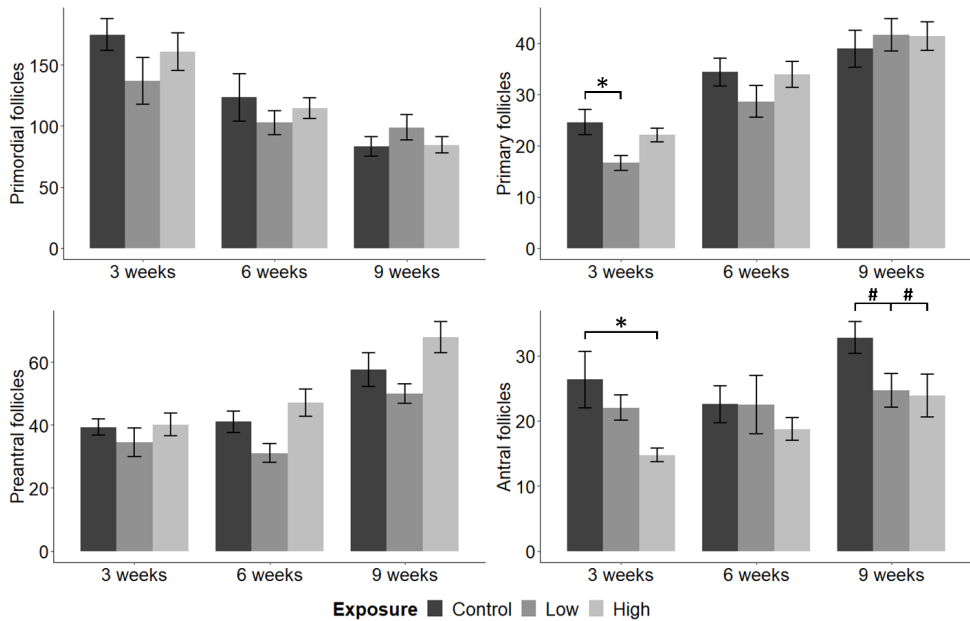 Primordial follicles
150
100
50
0
3 weeks 6 weeks 9 weeks
Primary follicles
40
30
20
10
0
*
3 weeks 6 weeks 9 weeks
Preantral follicles
60
40
20
0
3 weeks 6 weeks 9 weeks
Antral follicles
30
20
10
0
*
# #
3 weeks 6 weeks 9 weeks
Exposure Control Low High